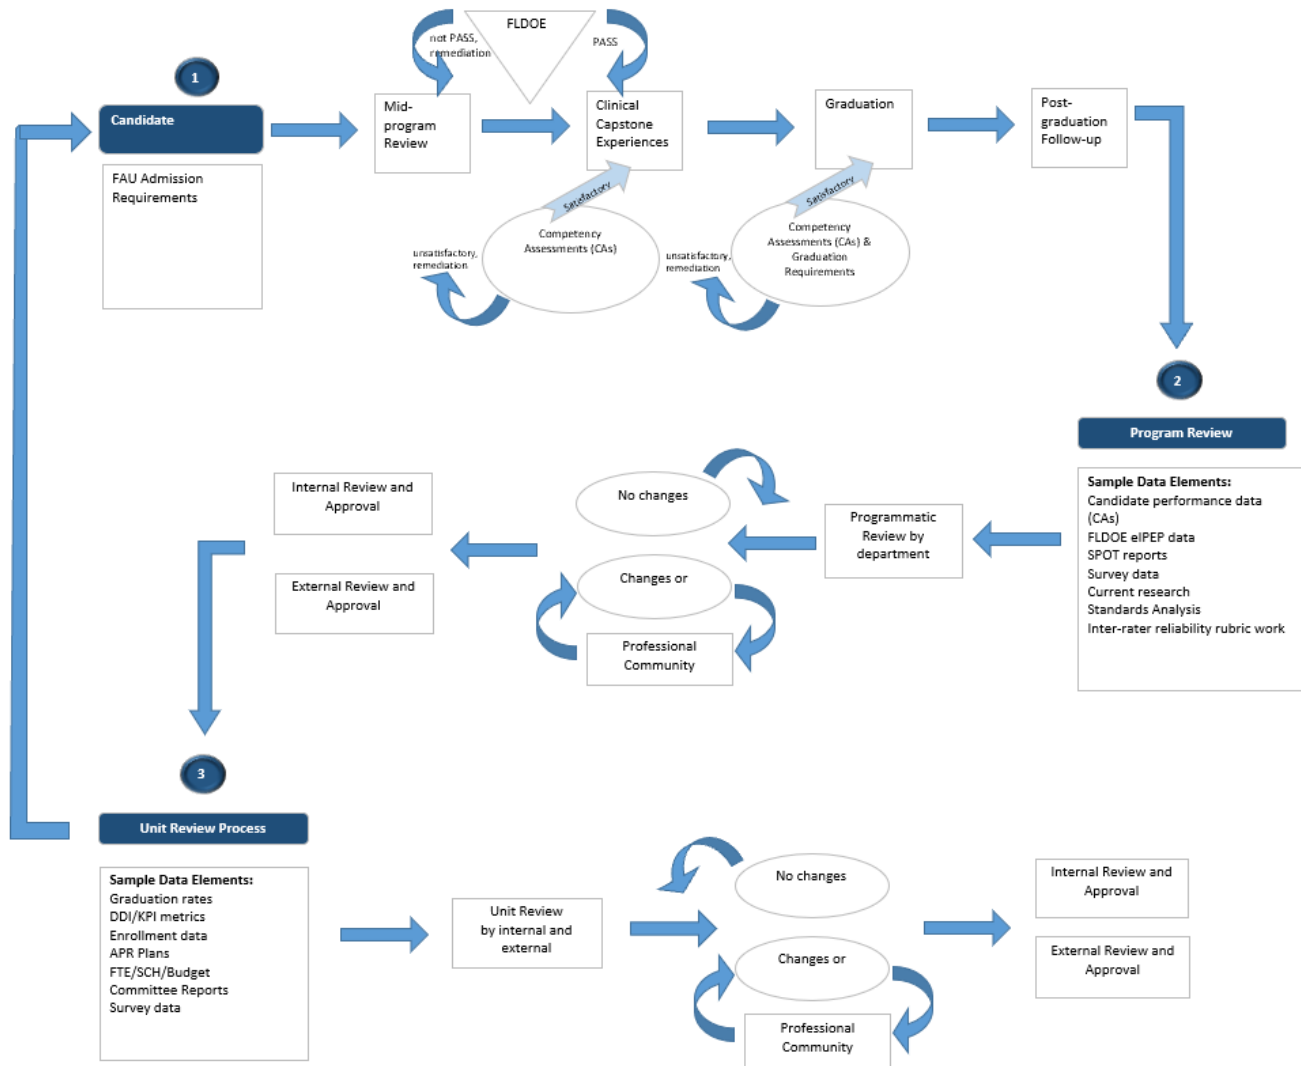 FLDOE
not PASS,
remediation
PASS
1
Candidate
FAU Admission
Requirements
Mid-
program
Review
Clinical
Capstone
Experiences
Graduation
Post-
graduation
Follow-up
Satisfactory
Competency
Assessments (CAs)
unsatisfactory,
remediation
Satisfactory
Competency
Assessments (CAs) &
Graduation
Requirements
unsatisfactory,
remediation
2
Program Review
Sample Data Elements:
Candidate performance data
(CAs)
FLDOE eIPEP data
SPOT reports
Survey data
Current research
Standards Analysis
Inter-rater reliability rubric work
Programmatic
Review by
department
No changes
Changes or
Professional
Community
Internal Review and
Approval
External Review and
Approval
3
Unit Review Process
Sample Data Elements:
Graduation rates
DDI/KPI metrics
Enrollment data
APR Plans
FTE/SCH/Budget
Committee Reports
Survey data
Unit Review
by internal and
external
No changes
Changes or
Professional
Community
Internal Review and
Approval
External Review and
Approval